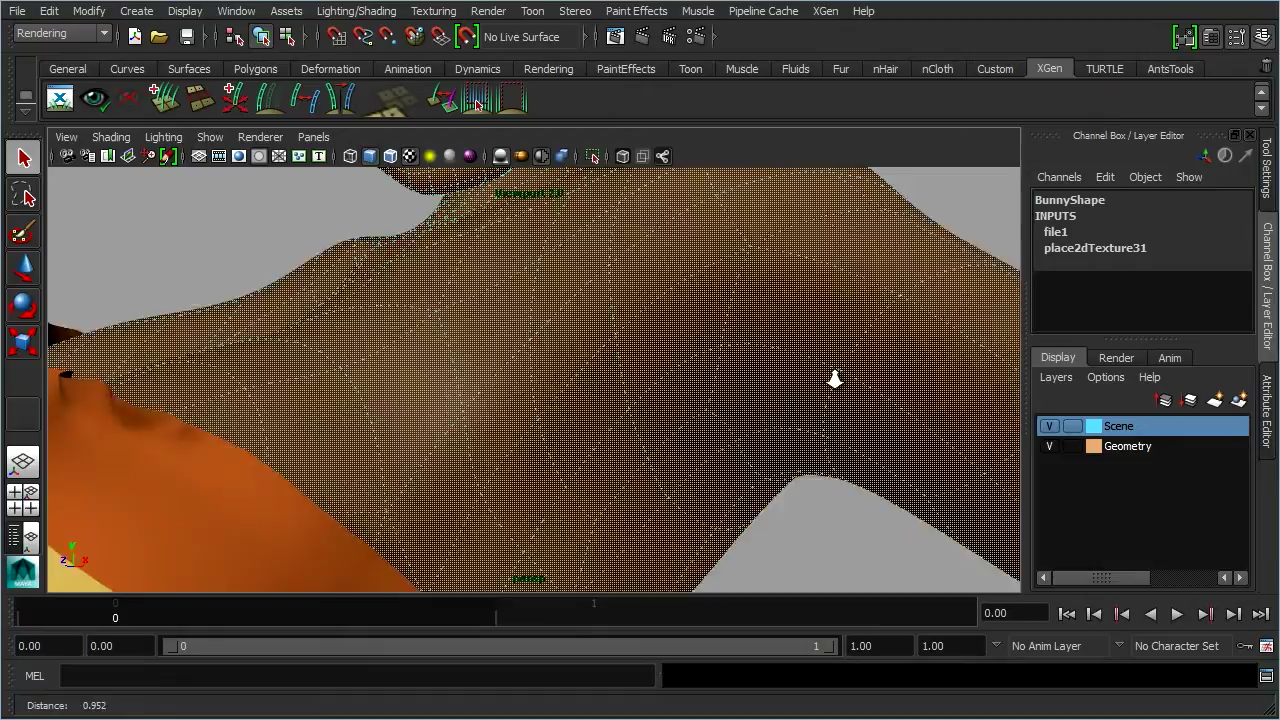 File Edit Modify Create Display Window Assets Lighting/Shading Texturing Render Toon Stereo Paint Effects Muscle Pipeline Cache XGen Help
Rendering
No Live Surface
General Curves Surfaces Polygons Deformation Animation Dynamics Rendering PaintEffects Toon Muscle Fluids Fur nHair nCloth Custom XGen TURTLE AntsTools
View Shading Lighting Show Renderer Panels
Channel Box / Layer Editor
Channels Edit Object Show
BunnyShape
INPUTS
file1
place2dTexture31
Display Render Anim
Layers Options Help
V Scene
V Geometry
Tool Settings
Channel Box / Layer Editor
Attribute Editor
y
z x
0 1
0
0.00
0.00 0.00 0 1 1.00 1.00 No Anim Layer No Character Set
MEL
Distance: 0.952